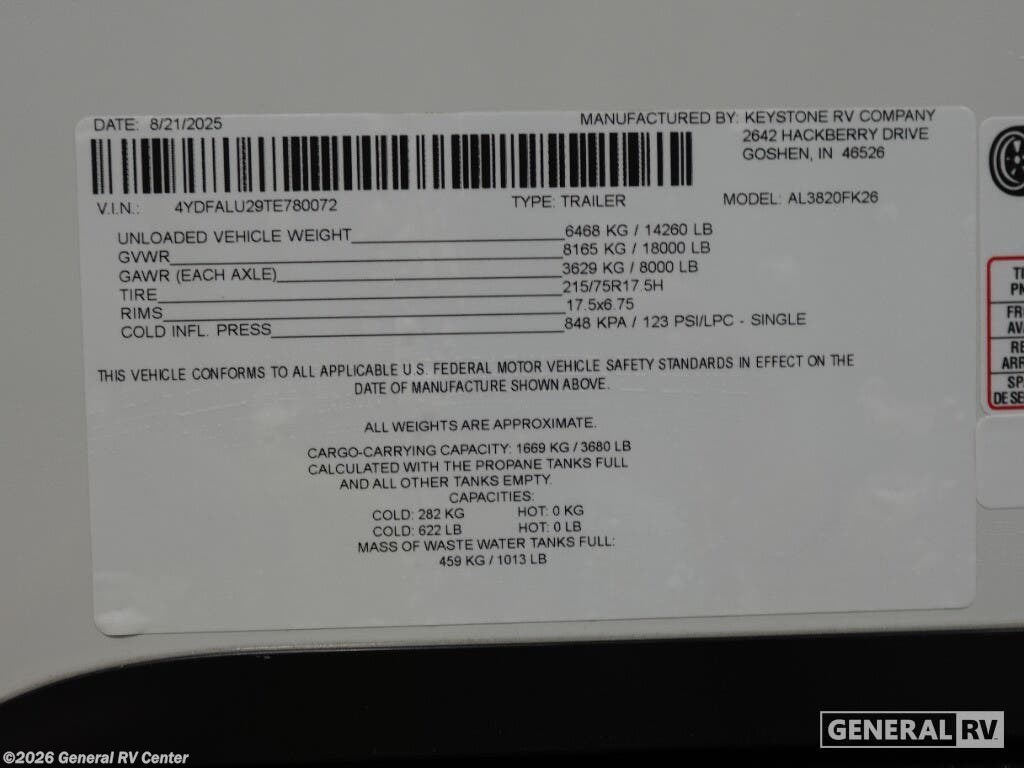 DATE: 8/21/2025
MANUFACTURED BY: KEYSTONE RV COMPANY
2642 HACKBERRY DRIVE
GOSHEN, IN 46526
V.I.N.: 4YDFALU29TE780072 TYPE: TRAILER MODEL: AL3820FK26
UNLOADED VEHICLE WEIGHT 6468 KG / 14260 LB
GVWR 8165 KG / 18000 LB
GAWR (EACH AXLE) 3629 KG / 8000 LB
TIRE 215/75R17.5H
RIMS 17.5x6.75
COLD INFL. PRESS 848 KPA / 123 PSI/LPC - SINGLE
THIS VEHICLE CONFORMS TO ALL APPLICABLE U.S. FEDERAL MOTOR VEHICLE SAFETY STANDARDS IN EFFECT ON THE
DATE OF MANUFACTURE SHOWN ABOVE.
ALL WEIGHTS ARE APPROXIMATE.
CARGO-CARRYING CAPACITY: 1669 KG / 3680 LB
CALCULATED WITH THE PROPANE TANKS FULL
AND ALL OTHER TANKS EMPTY.
CAPACITIES:
COLD: 282 KG HOT: 0 KG
COLD: 622 LB HOT: 0 LB
MASS OF WASTE WATER TANKS FULL:
459 KG / 1013 LB
GENERAL RV
©2026 General RV Center